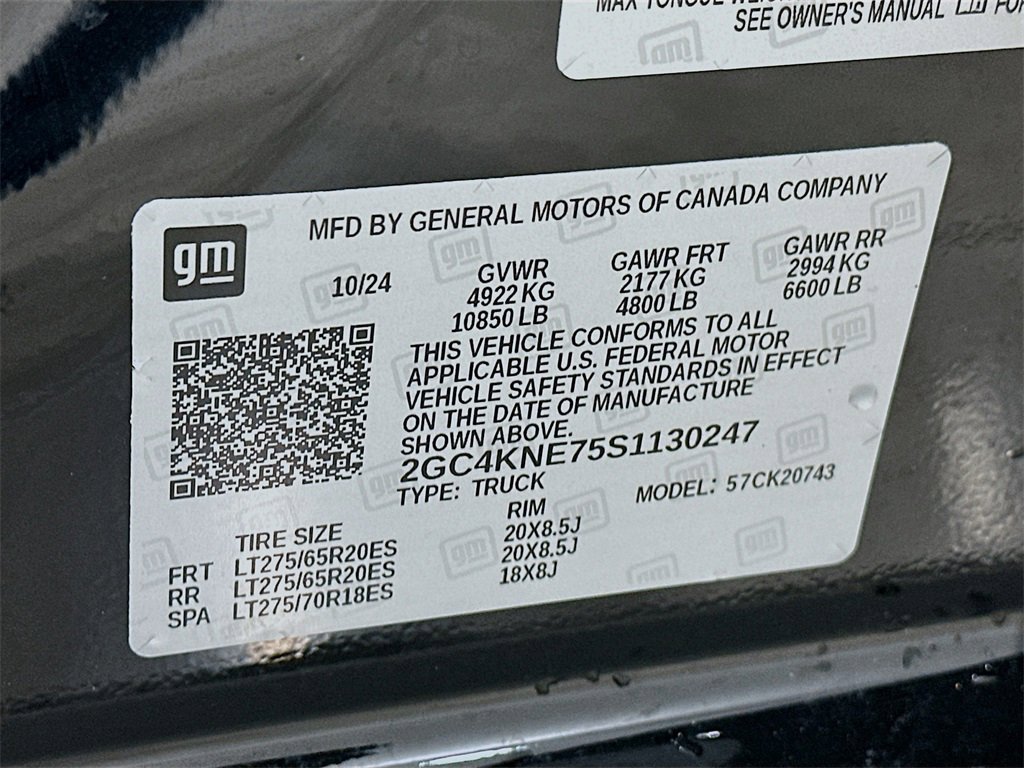 MAX TONGUE
SEE OWNER'S MANUAL FOR
gm
MFD BY GENERAL MOTORS OF CANADA COMPANY
10/24
GVWR
4922 KG
10850 LB
GAWR FRT
2177 KG
4800 LB
GAWR RR
2994 KG
6600 LB
THIS VEHICLE CONFORMS TO ALL
APPLICABLE U.S. FEDERAL MOTOR
VEHICLE SAFETY STANDARDS IN EFFECT
ON THE DATE OF MANUFACTURE
SHOWN ABOVE.
2GC4KNE75S1130247
TYPE: TRUCK
MODEL: 57CK20743
TIRE SIZE RIM
FRT LT275/65R20ES 20X8.5J
RR LT275/65R20ES 20X8.5J
SPA LT275/70R18ES 18X8J